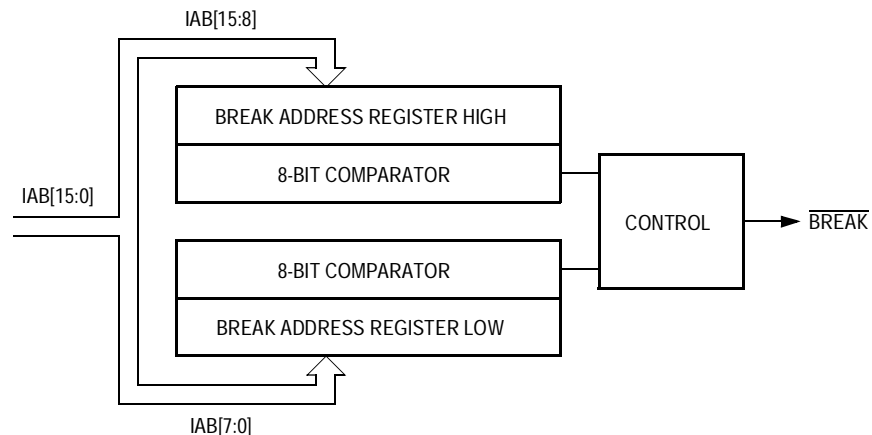 IAB[15:8]
BREAK ADDRESS REGISTER HIGH
8-BIT COMPARATOR
IAB[15:0]
CONTROL
BREAK
8-BIT COMPARATOR
BREAK ADDRESS REGISTER LOW
IAB[7:0]